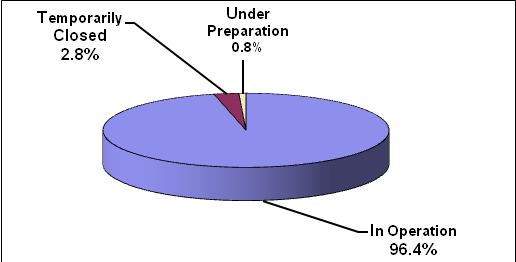 Temporarily
Closed
2.8%
Under
Preparation
0.8%
In Operation
96.4%